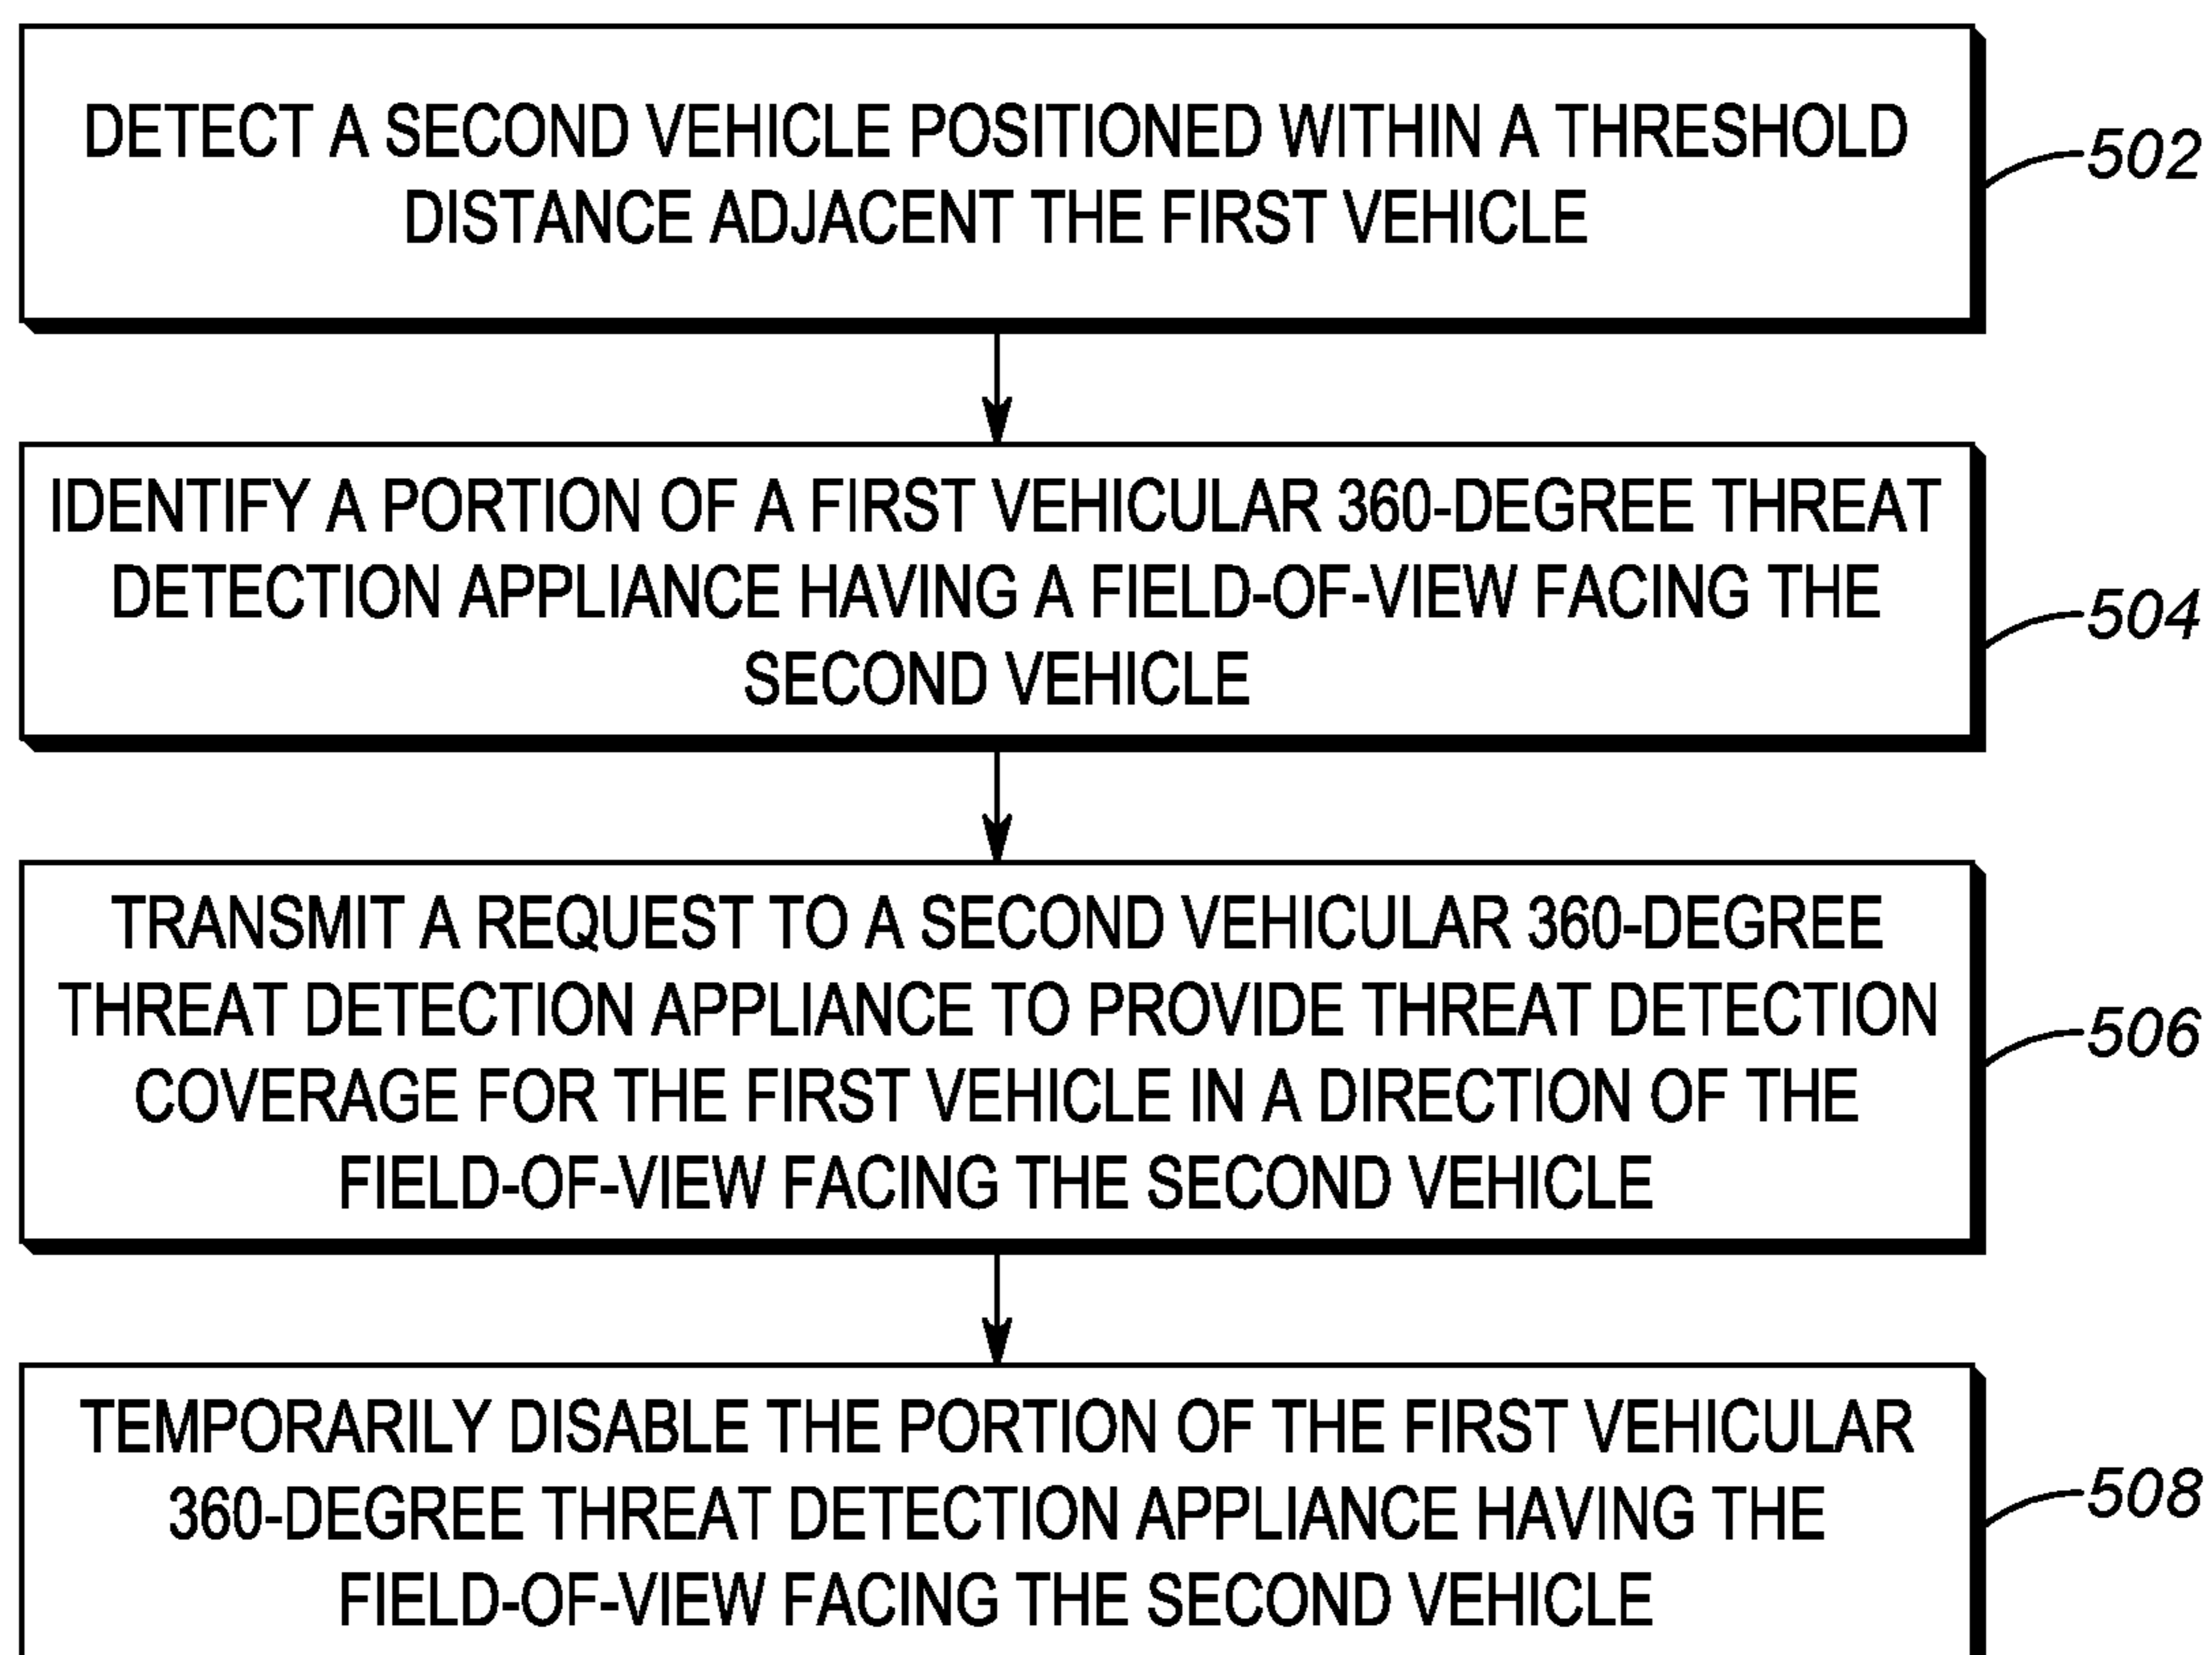 DETECT A SECOND VEHICLE POSITIONED WITHIN A THRESHOLD
DISTANCE ADJACENT THE FIRST VEHICLE
502
IDENTIFY A PORTION OF A FIRST VEHICULAR 360-DEGREE THREAT
DETECTION APPLIANCE HAVING A FIELD-OF-VIEW FACING THE
SECOND VEHICLE
504
TRANSMIT A REQUEST TO A SECOND VEHICULAR 360-DEGREE
THREAT DETECTION APPLIANCE TO PROVIDE THREAT DETECTION
COVERAGE FOR THE FIRST VEHICLE IN A DIRECTION OF THE
FIELD-OF-VIEW FACING THE SECOND VEHICLE
506
TEMPORARILY DISABLE THE PORTION OF THE FIRST VEHICULAR
360-DEGREE THREAT DETECTION APPLIANCE HAVING THE
FIELD-OF-VIEW FACING THE SECOND VEHICLE
508